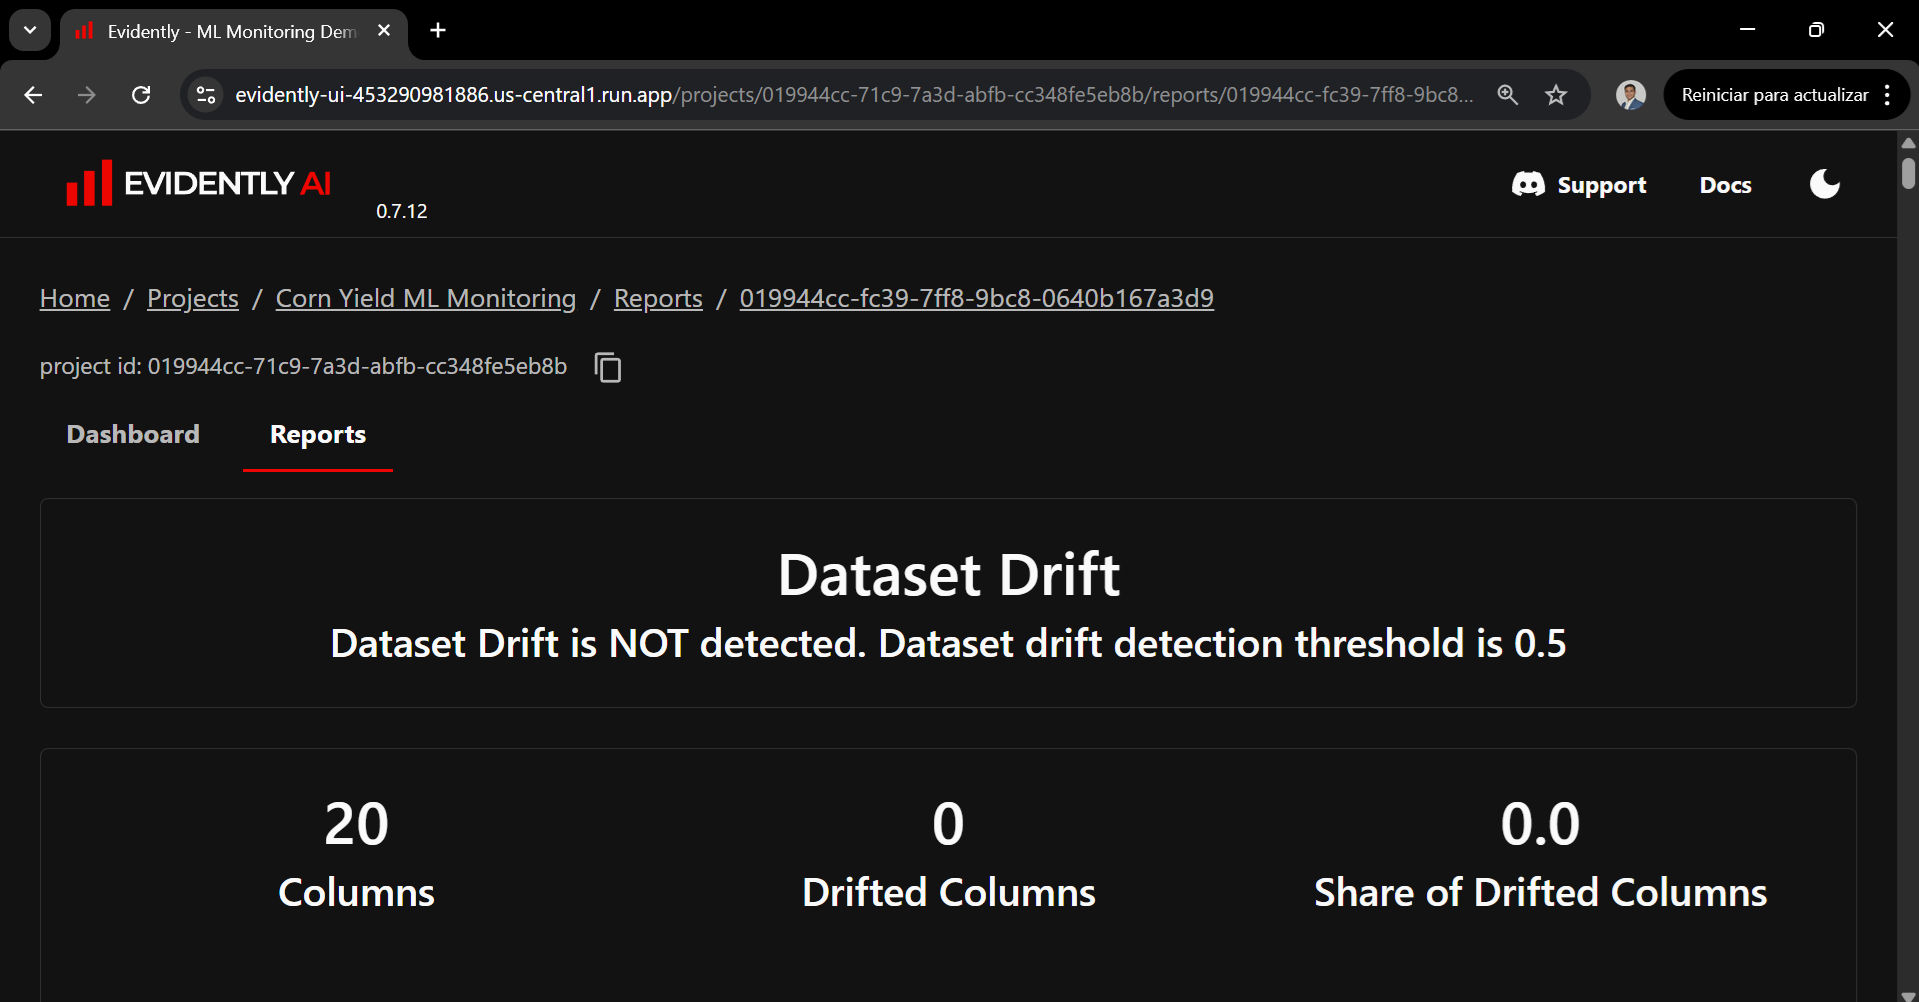 Evidently - ML Monitoring Dem
evidently-ui-453290981886.us-central1.run.app/projects/019944cc-71c9-7a3d-abfb-cc348fe5eb8b/reports/019944cc-fc39-7ff8-9bc8...
Reiniciar para actualizar
EVIDENTLY AI
0.7.12
Support
Docs
Home / Projects / Corn Yield ML Monitoring / Reports / 019944cc-fc39-7ff8-9bc8-0640b167a3d9
project id: 019944cc-71c9-7a3d-abfb-cc348fe5eb8b
Dashboard
Reports
Dataset Drift
Dataset Drift is NOT detected. Dataset drift detection threshold is 0.5
20
Columns
0
Drifted Columns
0.0
Share of Drifted Columns